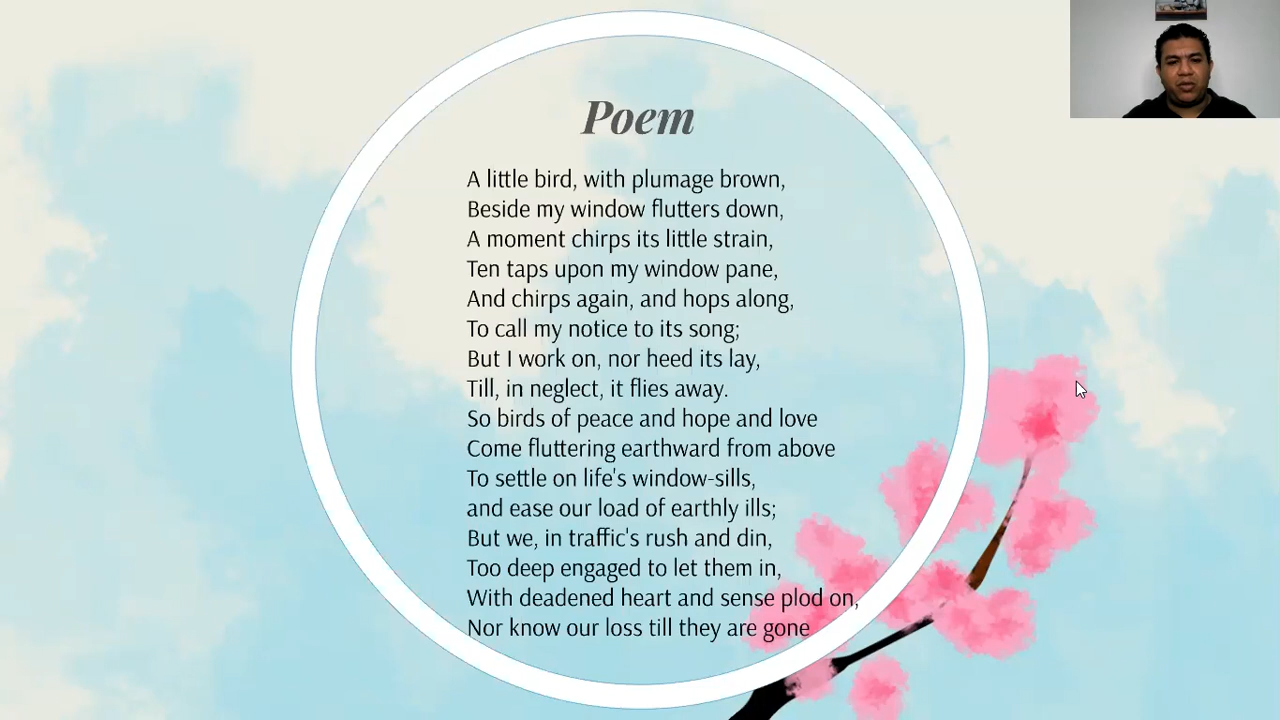 Poem
A little bird, with plumage brown,
Beside my window flutters down,
A moment chirps its little strain,
Ten taps upon my window pane,
And chirps again, and hops along,
To call my notice to its song;
But I work on, nor heed its lay,
Till, in neglect, it flies away.
So birds of peace and hope and love
Come fluttering earthward from above
To settle on life's window-sills,
and ease our load of earthly ills;
But we, in traffic's rush and din,
Too deep engaged to let them in,
With deadened heart and sense plod on,
Nor know our loss till they are gone